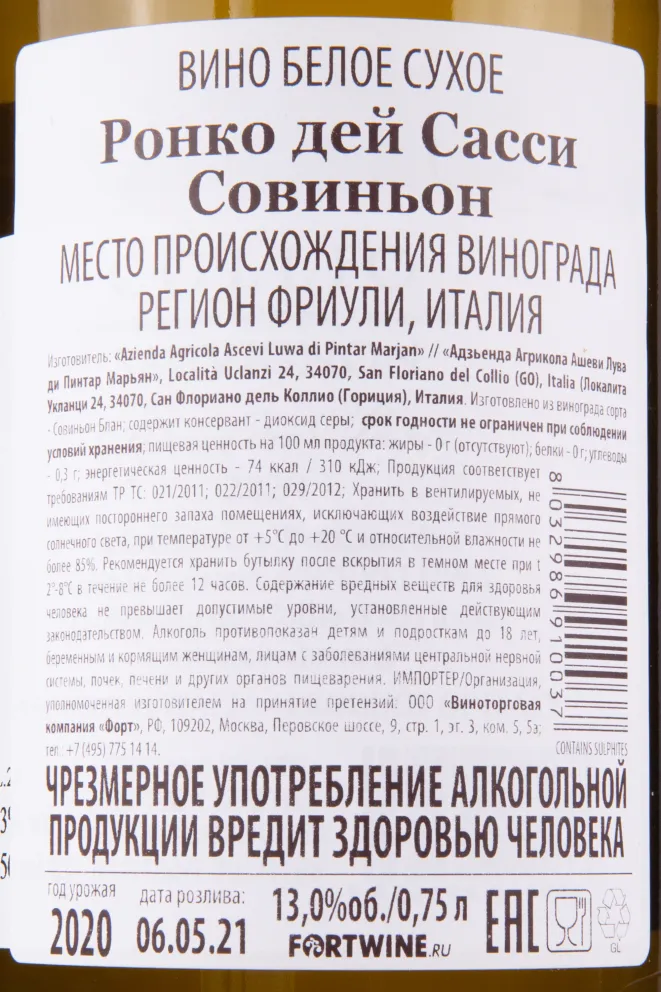 ВИНО БЕЛОЕ СУХОЕ
Ронко дей Сасси
Совиньон
МЕСТО ПРОИСХОЖДЕНИЯ ВИНОГРАДА
РЕГИОН ФРИУЛИ, ИТАЛИЯ
Изготовитель: «Azienda Agricola Ascevi Luwa di Pintar Marjan» // «Адзьенда Агрикола Ашеви Лува
ди Пинтар Марьян», Località Uclanzi 24, 34070, San Floriano del Collio (GO), Italia (Локалита
Укланци 24, 34070, Сан Флориано дель Коллио (Гориция), Италия. Изготовлено из винограда сорта
- Совиньон Блан; содержит консервант - диоксид серы; срок годности не ограничен при соблюдении
условий хранения; пищевая ценность на 100 мл продукта: жиры - 0 г (отсутствуют); белки - 0 г; углеводы
- 0,3 г; энергетическая ценность - 74 ккал / 310 кДж; Продукция соответствует
требованиям ТР ТС: 021/2011; 022/2011; 029/2012; Хранить в вентилируемых, не
имеющих постороннего запаха помещениях, исключающих воздействие прямого
солнечного света, при температуре от +5°C до +20 °C и относительной влажности не
более 85%. Рекомендуется хранить бутылку после вскрытия в темном месте при t
2°-8°C в течение не более 12 часов. Содержание вредных веществ для здоровья
человека не превышает допустимые уровни, установленные действующим
законодательством. Алкоголь противопоказан детям и подросткам до 18 лет,
беременным и кормящим женщинам, лицам с заболеваниями центральной нервной
системы, почек, печени и других органов пищеварения. ИМПОРТЕР/Организация,
уполномоченная изготовителем на принятие претензий: ООО «Виноторговая
компания «Форт», РФ, 109202, Москва, Перовское шоссе, 9, стр. 1, эт. 3, ком. 5, 5а;
тел. +7 (495) 775 14 14.
8 032986 910037
CONTAINS SULPHITES
ЧРЕЗМЕРНОЕ УПОТРЕБЛЕНИЕ АЛКОГОЛЬНОЙ
ПРОДУКЦИИ ВРЕДИТ ЗДОРОВЬЮ ЧЕЛОВЕКА
год урожая
2020
дата розлива:
06.05.21
13,0%об./0,75 л
FORTWINE.RU
EAC
GL